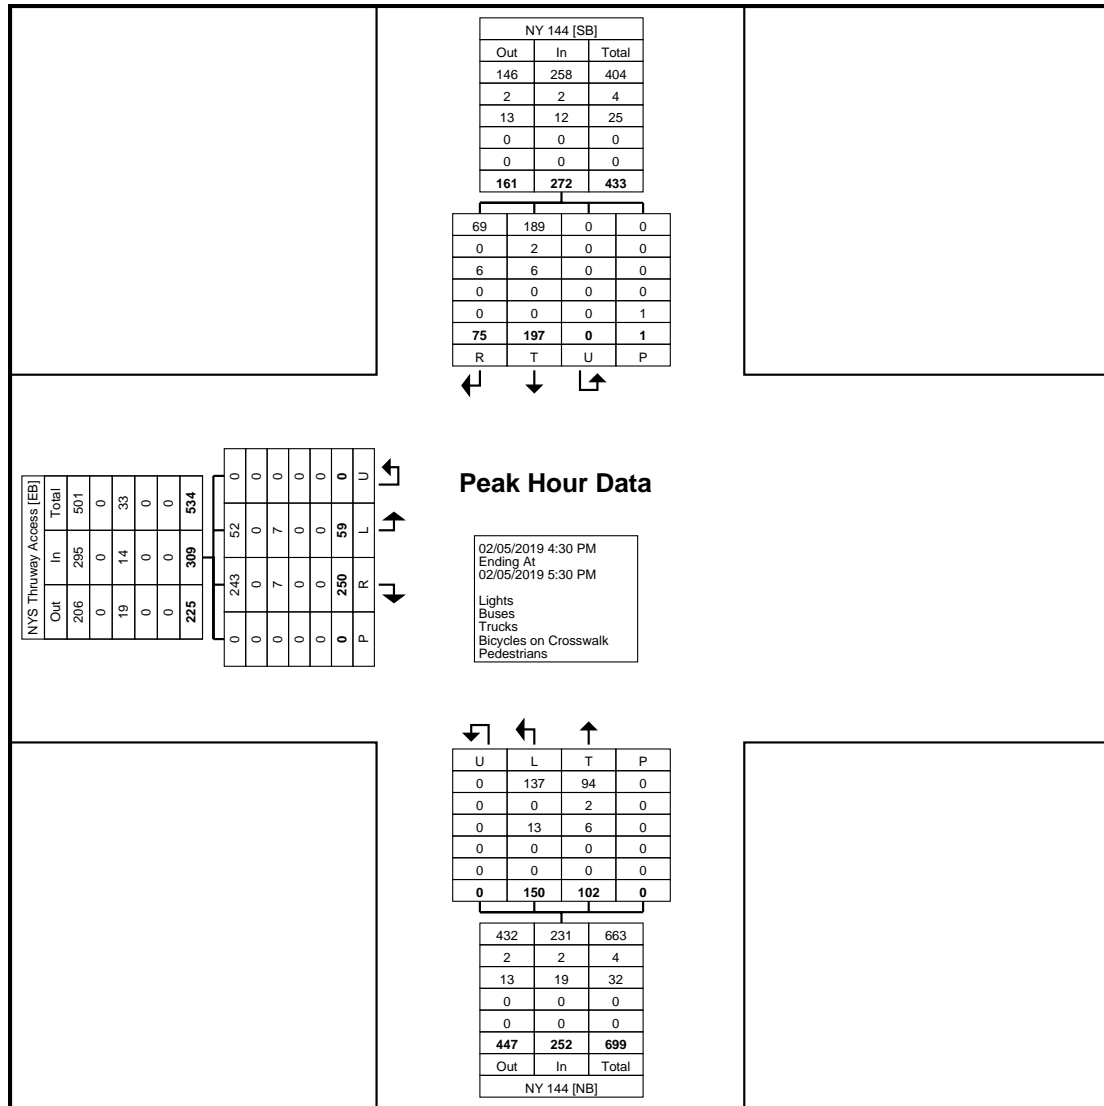 NY 144 [SB]
Out In Total
146 258 404
2 2 4
13 12 25
0 0 0
0 0 0
161 272 433
69 189 0 0
0 2 0 0
6 6 0 0
0 0 0 0
0 0 0 1
75 197 0 1
R T U P
NYS Thruway Access [EB]
Out In Total
206 295 501
0 0 0
19 14 33
0 0 0
0 0 0
225 309 534
0 243 52 0
0 0 0 0
0 7 7 0
0 0 0 0
0 0 0 0
0 250 59 0
P R L U
Peak Hour Data
02/05/2019 4:30 PM
Ending At
02/05/2019 5:30 PM
Lights
Buses
Trucks
Bicycles on Crosswalk
Pedestrians
U L T P
0 137 94 0
0 0 2 0
0 13 6 0
0 0 0 0
0 0 0 0
0 150 102 0
432 231 663
2 2 4
13 19 32
0 0 0
0 0 0
447 252 699
Out In Total
NY 144 [NB]